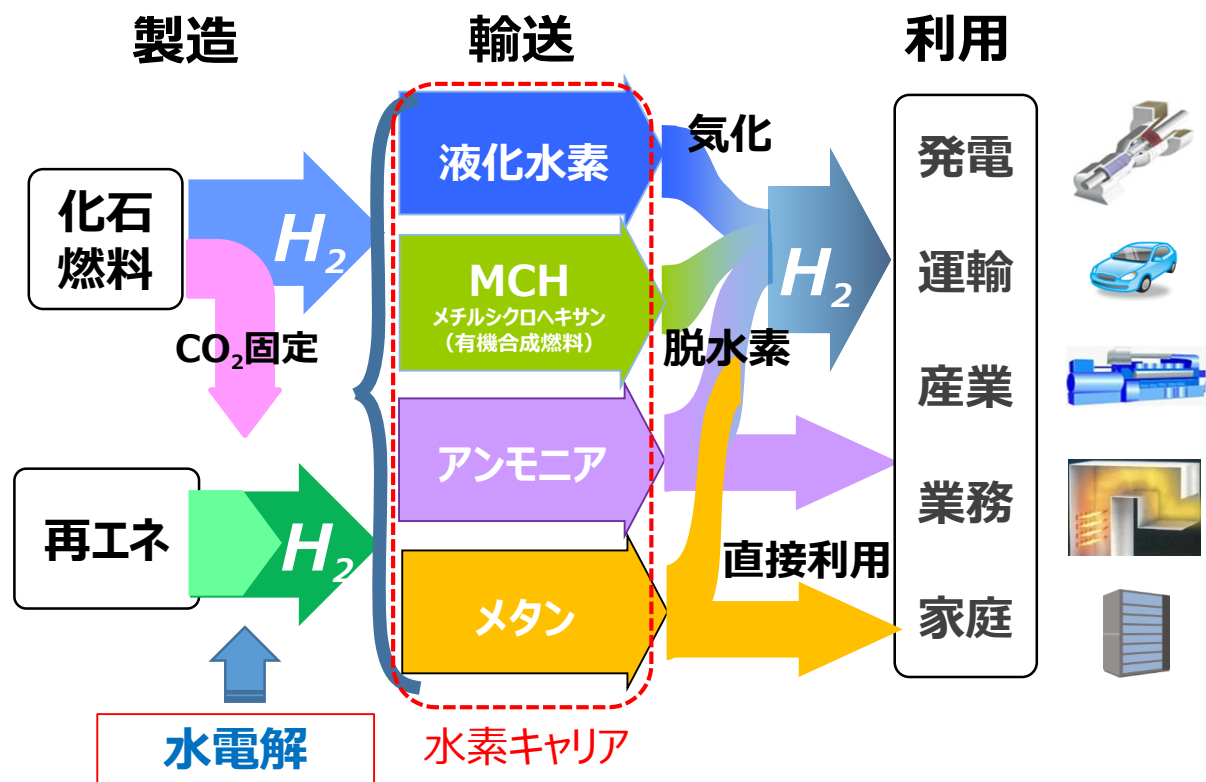 製造
輸送
利用
化石
燃料
H2
CO2固定
再エネ
H2
水電解
液化水素
MCH
メチルシクロヘキサン
（有機合成燃料）
アンモニア
メタン
水素キャリア
気化
脱水素
H2
直接利用
発電
運輸
産業
業務
家庭